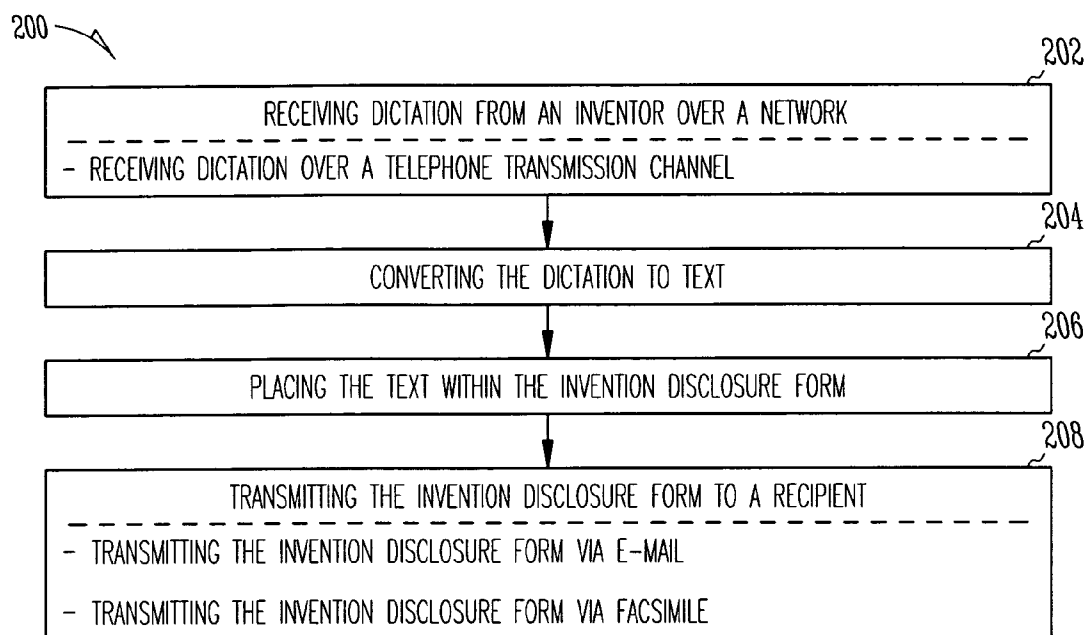 200
202
RECEIVING DICTATION FROM AN INVENTOR OVER A NETWORK
- RECEIVING DICTATION OVER A TELEPHONE TRANSMISSION CHANNEL
204
CONVERTING THE DICTATION TO TEXT
206
PLACING THE TEXT WITHIN THE INVENTION DISCLOSURE FORM
208
TRANSMITTING THE INVENTION DISCLOSURE FORM TO A RECIPIENT
- TRANSMITTING THE INVENTION DISCLOSURE FORM VIA E-MAIL
- TRANSMITTING THE INVENTION DISCLOSURE FORM VIA FACSIMILE